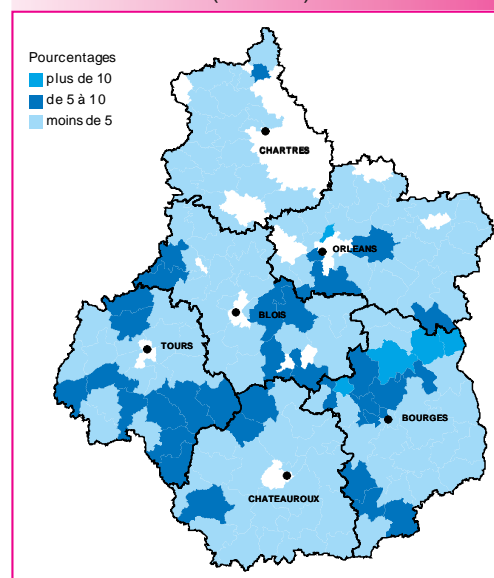 Pourcentages
plus de 10
de 5 à 10
moins de 5
CHARTRES
ORLEANS
BLOIS
TOURS
BOURGES
CHATEAUROUX